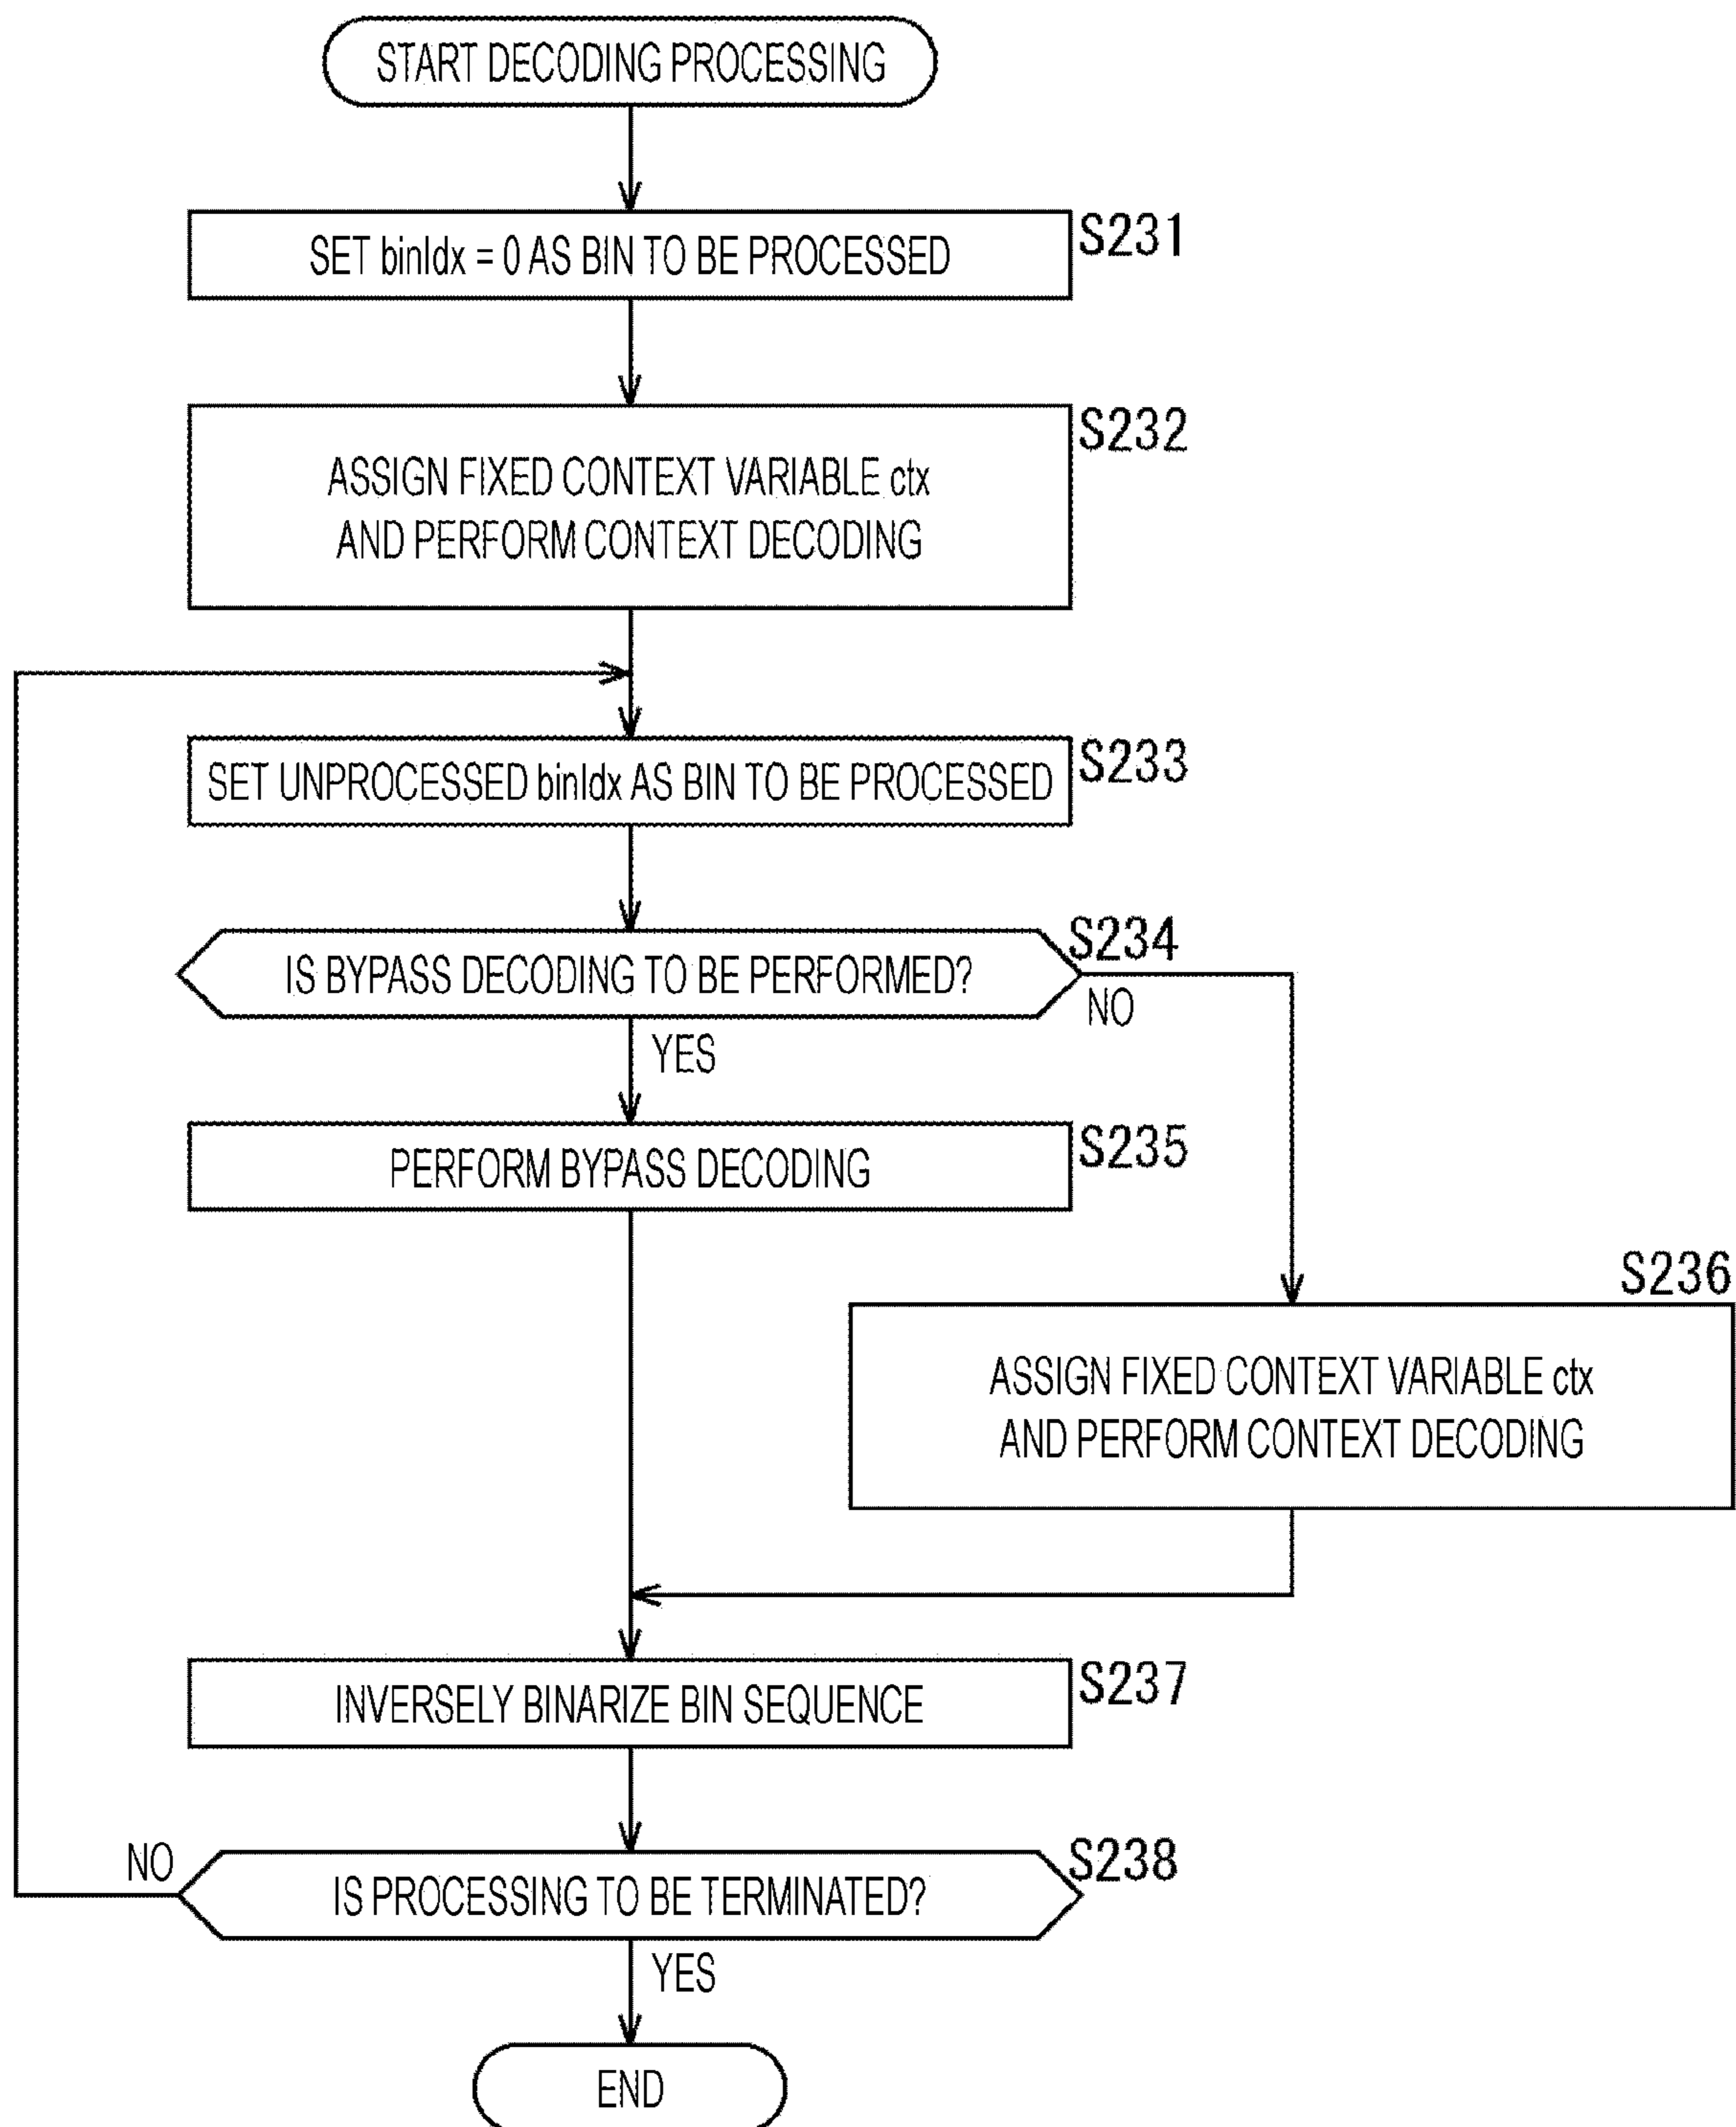 START DECODING PROCESSING
S231
SET binIdx = 0 AS BIN TO BE PROCESSED
S232
ASSIGN FIXED CONTEXT VARIABLE ctx
AND PERFORM CONTEXT DECODING
S233
SET UNPROCESSED binIdx AS BIN TO BE PROCESSED
S234
IS BYPASS DECODING TO BE PERFORMED?
NO
YES
S235
PERFORM BYPASS DECODING
S236
ASSIGN FIXED CONTEXT VARIABLE ctx
AND PERFORM CONTEXT DECODING
S237
INVERSELY BINARIZE BIN SEQUENCE
S238
NO
IS PROCESSING TO BE TERMINATED?
YES
END